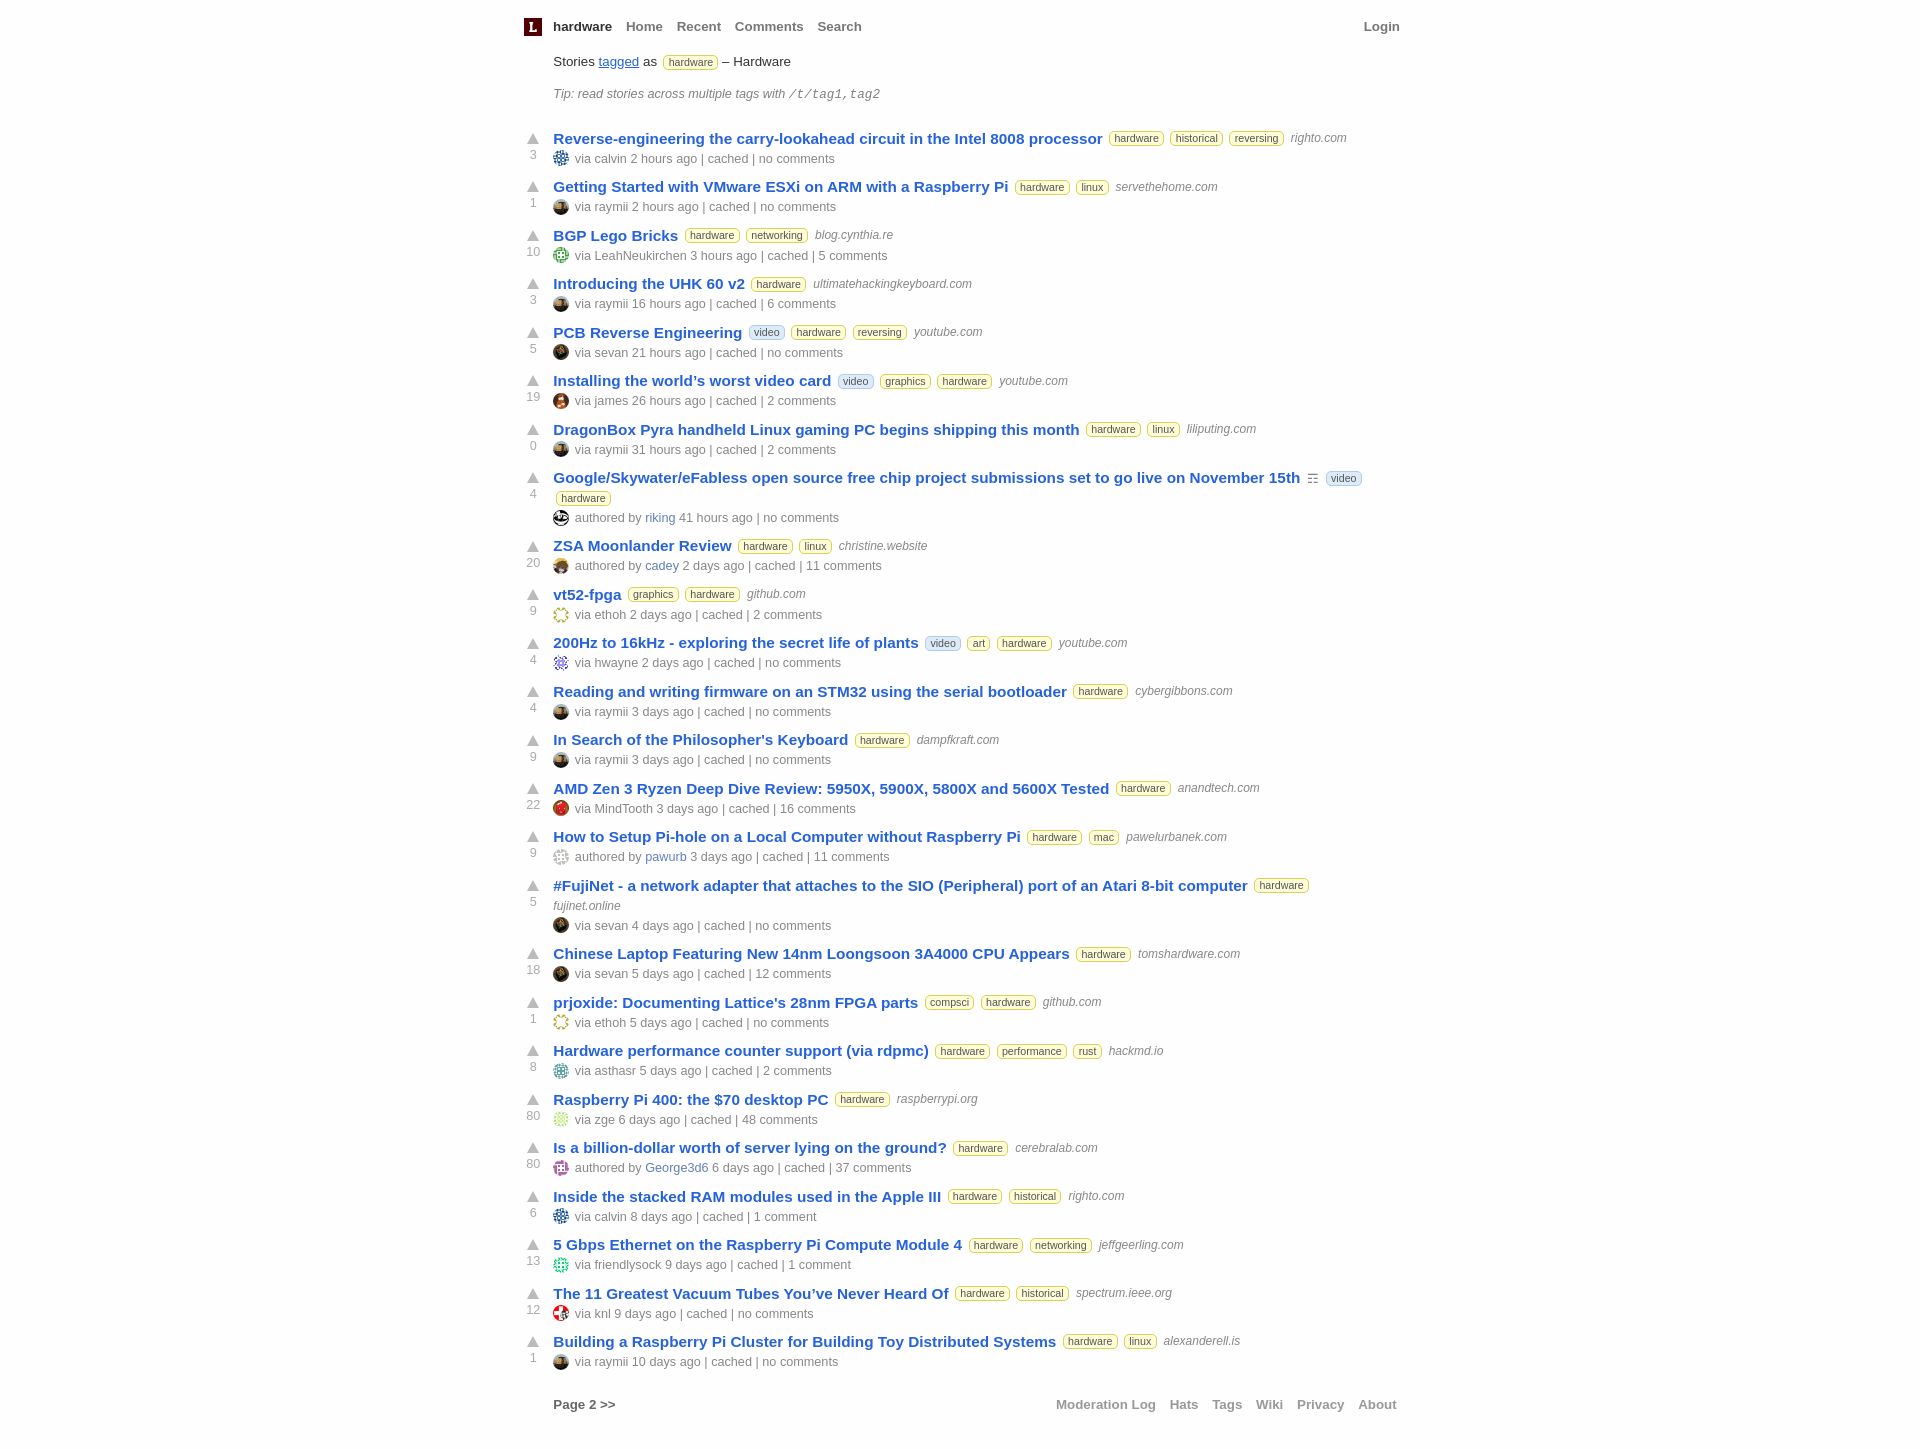 L hardware Home Recent Comments Search Login
Stories tagged as hardware – Hardware
Tip: read stories across multiple tags with /t/tag1,tag2
Reverse-engineering the carry-lookahead circuit in the Intel 8008 processor hardware historical reversing righto.com
3
via calvin 2 hours ago | cached | no comments
Getting Started with VMware ESXi on ARM with a Raspberry Pi hardware linux servethehome.com
1
via raymii 2 hours ago | cached | no comments
BGP Lego Bricks hardware networking blog.cynthia.re
10
via LeahNeukirchen 3 hours ago | cached | 5 comments
Introducing the UHK 60 v2 hardware ultimatehackingkeyboard.com
3
via raymii 16 hours ago | cached | 6 comments
PCB Reverse Engineering video hardware reversing youtube.com
5
via sevan 21 hours ago | cached | no comments
Installing the world’s worst video card video graphics hardware youtube.com
19
via james 26 hours ago | cached | 2 comments
DragonBox Pyra handheld Linux gaming PC begins shipping this month hardware linux liliputing.com
0
via raymii 31 hours ago | cached | 2 comments
Google/Skywater/eFabless open source free chip project submissions set to go live on November 15th ☶ video
4
hardware
authored by riking 41 hours ago | no comments
ZSA Moonlander Review hardware linux christine.website
20
authored by cadey 2 days ago | cached | 11 comments
vt52-fpga graphics hardware github.com
9
via ethoh 2 days ago | cached | 2 comments
200Hz to 16kHz - exploring the secret life of plants video art hardware youtube.com
4
via hwayne 2 days ago | cached | no comments
Reading and writing firmware on an STM32 using the serial bootloader hardware cybergibbons.com
4
via raymii 3 days ago | cached | no comments
In Search of the Philosopher's Keyboard hardware dampfkraft.com
9
via raymii 3 days ago | cached | no comments
AMD Zen 3 Ryzen Deep Dive Review: 5950X, 5900X, 5800X and 5600X Tested hardware anandtech.com
22
via MindTooth 3 days ago | cached | 16 comments
How to Setup Pi-hole on a Local Computer without Raspberry Pi hardware mac pawelurbanek.com
9
authored by pawurb 3 days ago | cached | 11 comments
#FujiNet - a network adapter that attaches to the SIO (Peripheral) port of an Atari 8-bit computer hardware
5
fujinet.online
via sevan 4 days ago | cached | no comments
Chinese Laptop Featuring New 14nm Loongsoon 3A4000 CPU Appears hardware tomshardware.com
18
via sevan 5 days ago | cached | 12 comments
prjoxide: Documenting Lattice's 28nm FPGA parts compsci hardware github.com
1
via ethoh 5 days ago | cached | no comments
Hardware performance counter support (via rdpmc) hardware performance rust hackmd.io
8
via asthasr 5 days ago | cached | 2 comments
Raspberry Pi 400: the $70 desktop PC hardware raspberrypi.org
80
via zge 6 days ago | cached | 48 comments
Is a billion-dollar worth of server lying on the ground? hardware cerebralab.com
80
authored by George3d6 6 days ago | cached | 37 comments
Inside the stacked RAM modules used in the Apple III hardware historical righto.com
6
via calvin 8 days ago | cached | 1 comment
5 Gbps Ethernet on the Raspberry Pi Compute Module 4 hardware networking jeffgeerling.com
13
via friendlysock 9 days ago | cached | 1 comment
The 11 Greatest Vacuum Tubes You’ve Never Heard Of hardware historical spectrum.ieee.org
12
via knl 9 days ago | cached | no comments
Building a Raspberry Pi Cluster for Building Toy Distributed Systems hardware linux alexanderell.is
1
via raymii 10 days ago | cached | no comments
Page 2 >> Moderation Log Hats Tags Wiki Privacy About